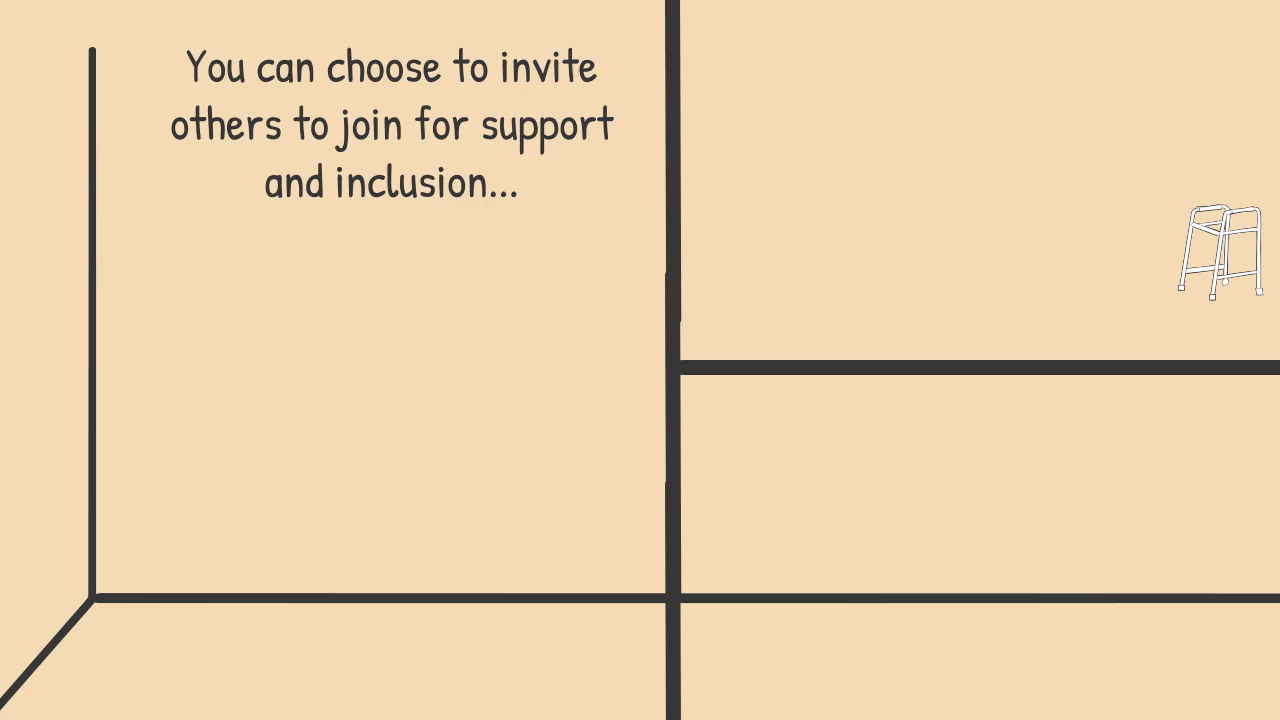 You can choose to invite
others to join for support
and inclusion...